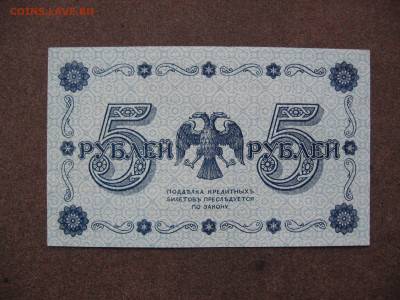 COINS.LAVE.RU
5 5
РУБЛЕЙ РУБЛЕЙ
ПОДДѢЛКА КРЕДИТНЫХЪ
БИЛЕТОВЪ ПРЕСЛѢДУЕТСЯ
ПО ЗАКОНУ.